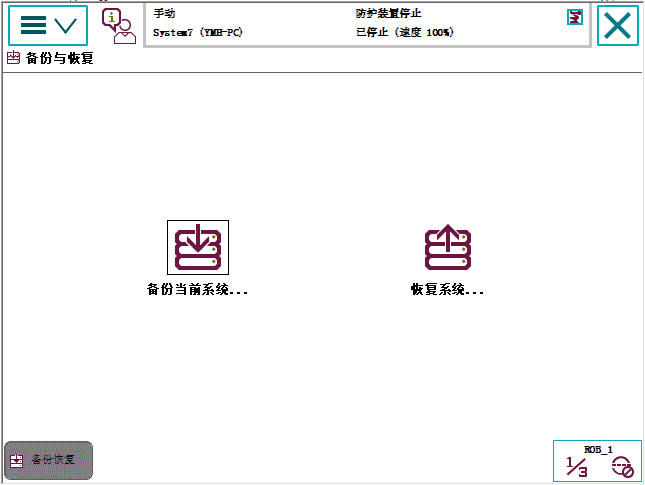 手动
防护装置停止
System7 (YMH-PC)
已停止 (速度 100%)
备份与恢复
备份当前系统...
恢复系统...
备份恢复
ROB_1
1/3